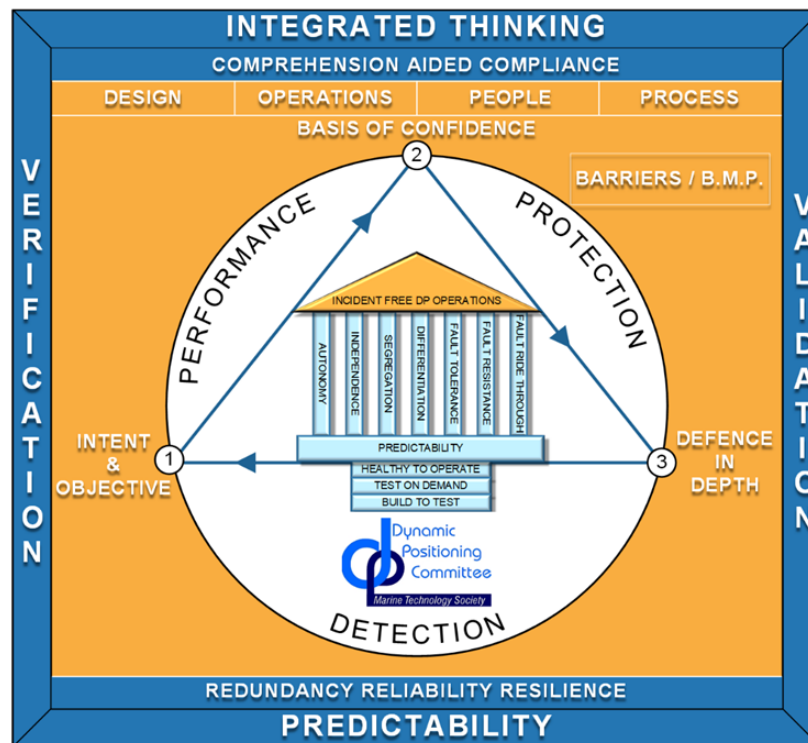 INTEGRATED THINKING
COMPREHENSION AIDED COMPLIANCE
DESIGN
OPERATIONS
PEOPLE
PROCESS
BASIS OF CONFIDENCE
2
BARRIERS / B.M.P.
VERIFICATION
VALIDATION
PERFORMANCE
PROTECTION
INCIDENT FREE DP OPERATIONS
AUTONOMY
INDEPENDENCE
SEGREGATION
DIFFERENTIATION
FAULT TOLERANCE
FAULT RESISTANCE
FAULT RIDE THROUGH
PREDICTABILITY
INTENT
&
OBJECTIVE
1
3
DEFENCE
IN
DEPTH
HEALTHY TO OPERATE
TEST ON DEMAND
BUILD TO TEST
dp
Dynamic
Positioning
Committee
Marine Technology Society
DETECTION
REDUNDANCY RELIABILITY RESILIENCE
PREDICTABILITY